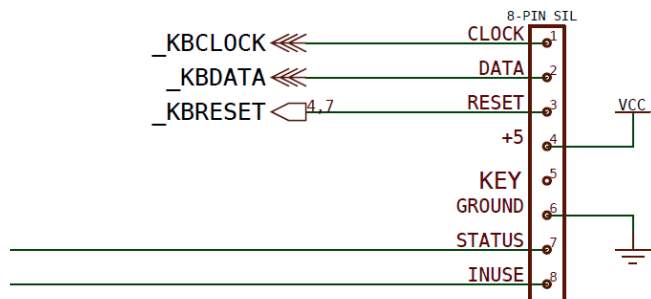 8-PIN SIL
_KBCLOCK CLOCK 1
_KBDATA DATA 2
_KBRESET 4,7 RESET 3
VCC
+5 4
KEY 5
GROUND 6
STATUS 7
INUSE 8